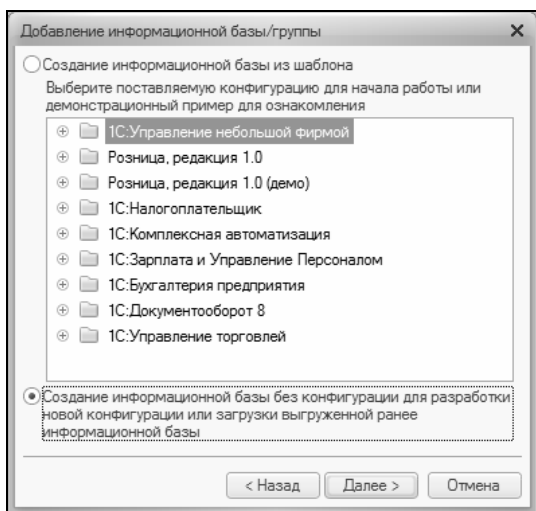 Добавление информационной базы/группы
Создание информационной базы из шаблона
Выберите поставляемую конфигурацию для начала работы или
демонстрационный пример для ознакомления
1С:Управление небольшой фирмой
Розница, редакция 1.0
Розница, редакция 1.0 (демо)
1С:Налогоплательщик
1С:Комплексная автоматизация
1С:Зарплата и Управление Персоналом
1С:Бухгалтерия предприятия
1С:Документооборот 8
1С:Управление торговлей
Создание информационной базы без конфигурации для разработки
новой конфигурации или загрузки выгруженной ранее
информационной базы
< Назад Далее > Отмена